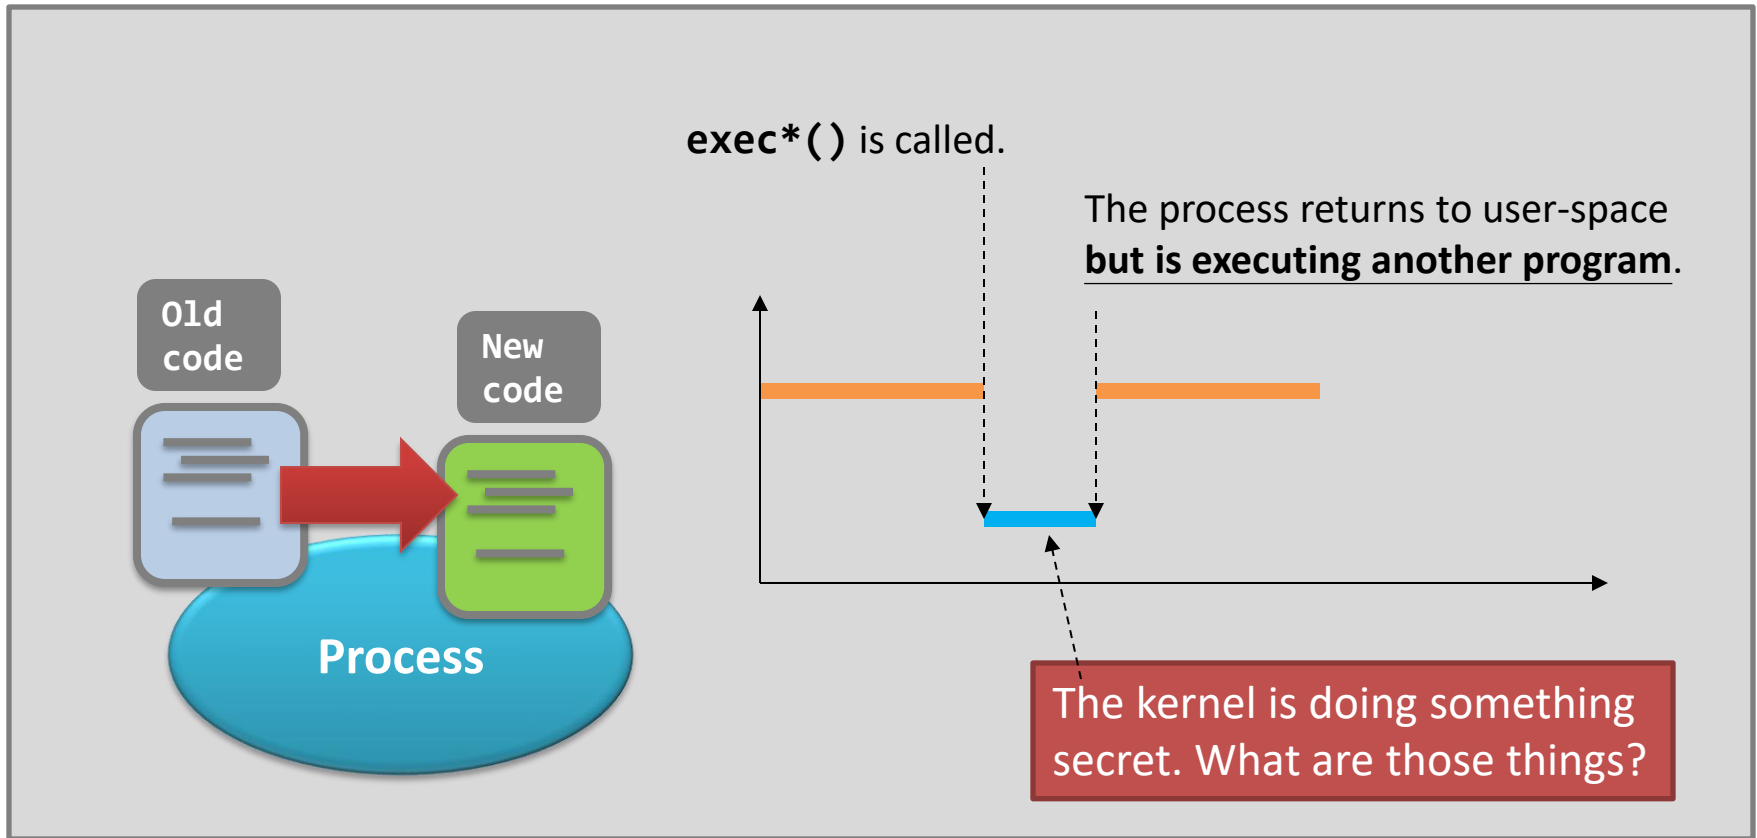 exec*() is called.
The process returns to user-space
but is executing another program.
Old
code
New
code
Process
The kernel is doing something
secret. What are those things?